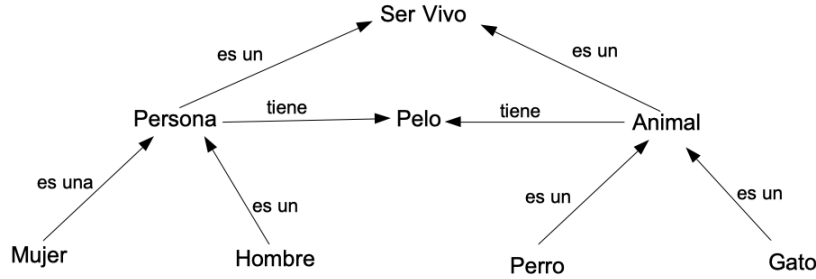 Ser Vivo
es un
es un
Persona
tiene
Pelo
tiene
Animal
es una
es un
es un
es un
Mujer
Hombre
Perro
Gato